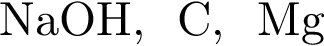 NaOH, C, Mg